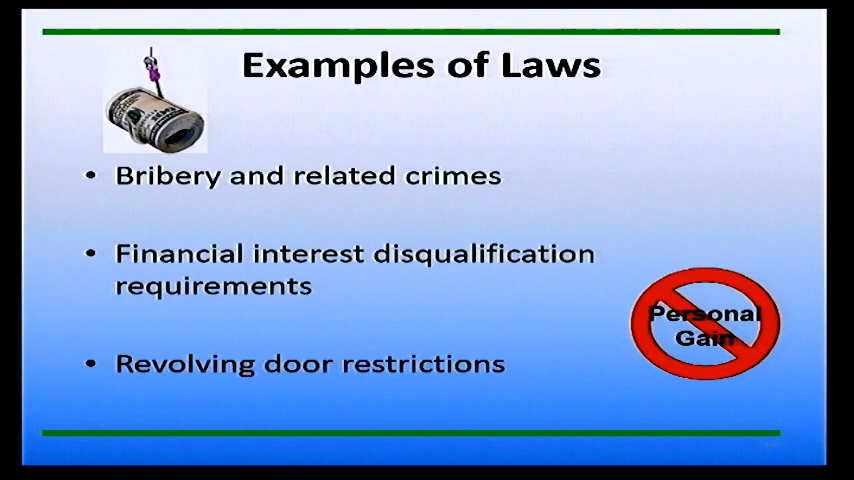 Examples of Laws
• Bribery and related crimes
• Financial interest disqualification
requirements
• Revolving door restrictions
Personal
Gain